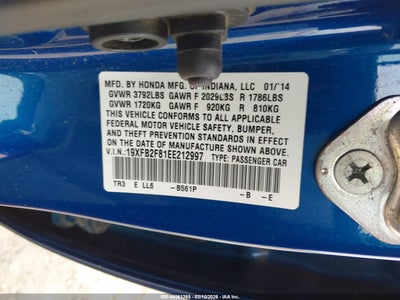 MFD. BY HONDA MFG. OF INDIANA, LLC 01/'14
GVWR 3792LBS GAWR F 2029LBS R 1786LBS
GVWR 1720KG GAWR F 920KG R 810KG
THIS VEHICLE CONFORMS TO ALL APPLICABLE
FEDERAL MOTOR VEHICLE SAFETY, BUMPER,
AND THEFT PREVENTION STANDARDS IN EFFECT
ON THE DATE OF MANUFACTURE SHOWN ABOVE.
V.I.N.: 19XFB2F81EE212997 TYPE: PASSENGER CAR
TR3 E LL6 -B561P -B -E